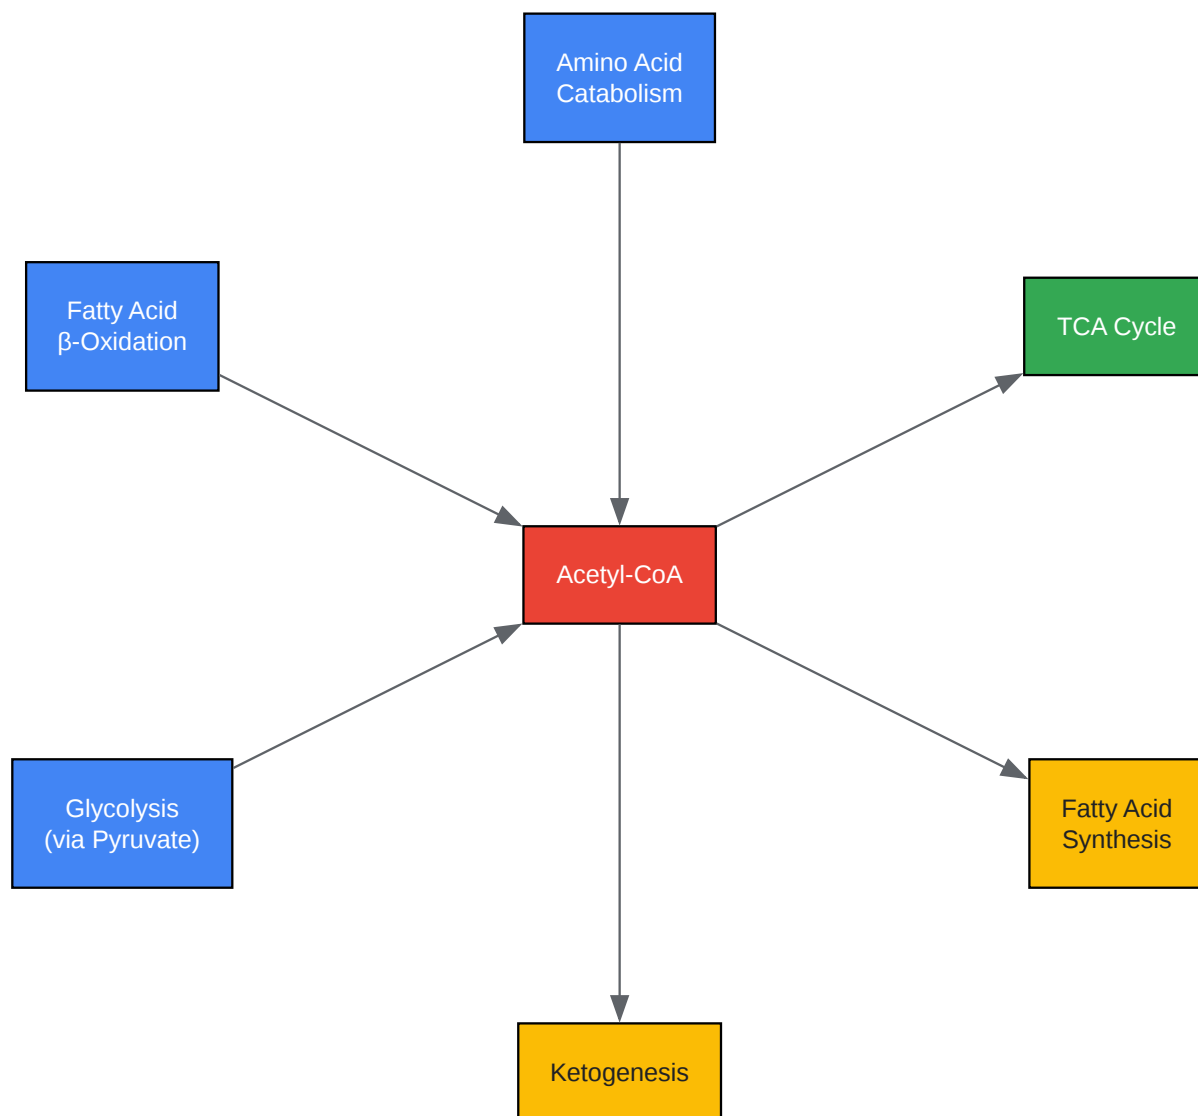 Amino Acid
Catabolism
Fatty Acid
β-Oxidation
TCA Cycle
Acetyl-CoA
Glycolysis
(via Pyruvate)
Fatty Acid
Synthesis
Ketogenesis